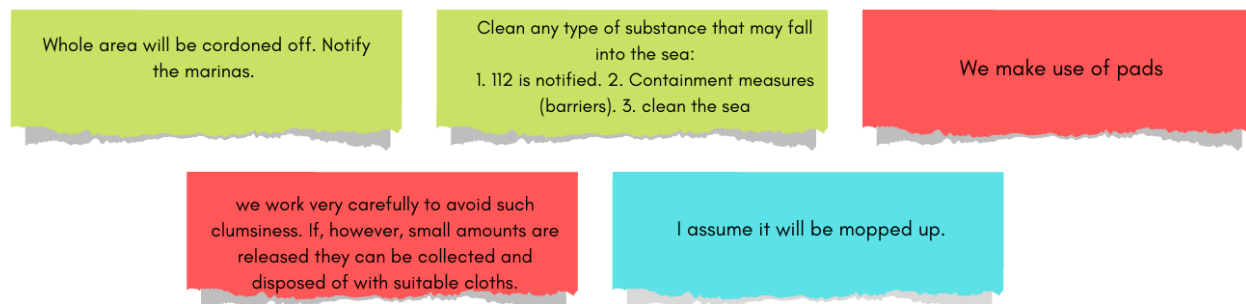 Whole area will be cordoned off. Notify
the marinas.
Clean any type of substance that may fall
into the sea:
1. 112 is notified. 2. Containment measures
(barriers). 3. clean the sea
We make use of pads
we work very carefully to avoid such
clumsiness. If, however, small amounts are
released they can be collected and
disposed of with suitable cloths.
I assume it will be mopped up.